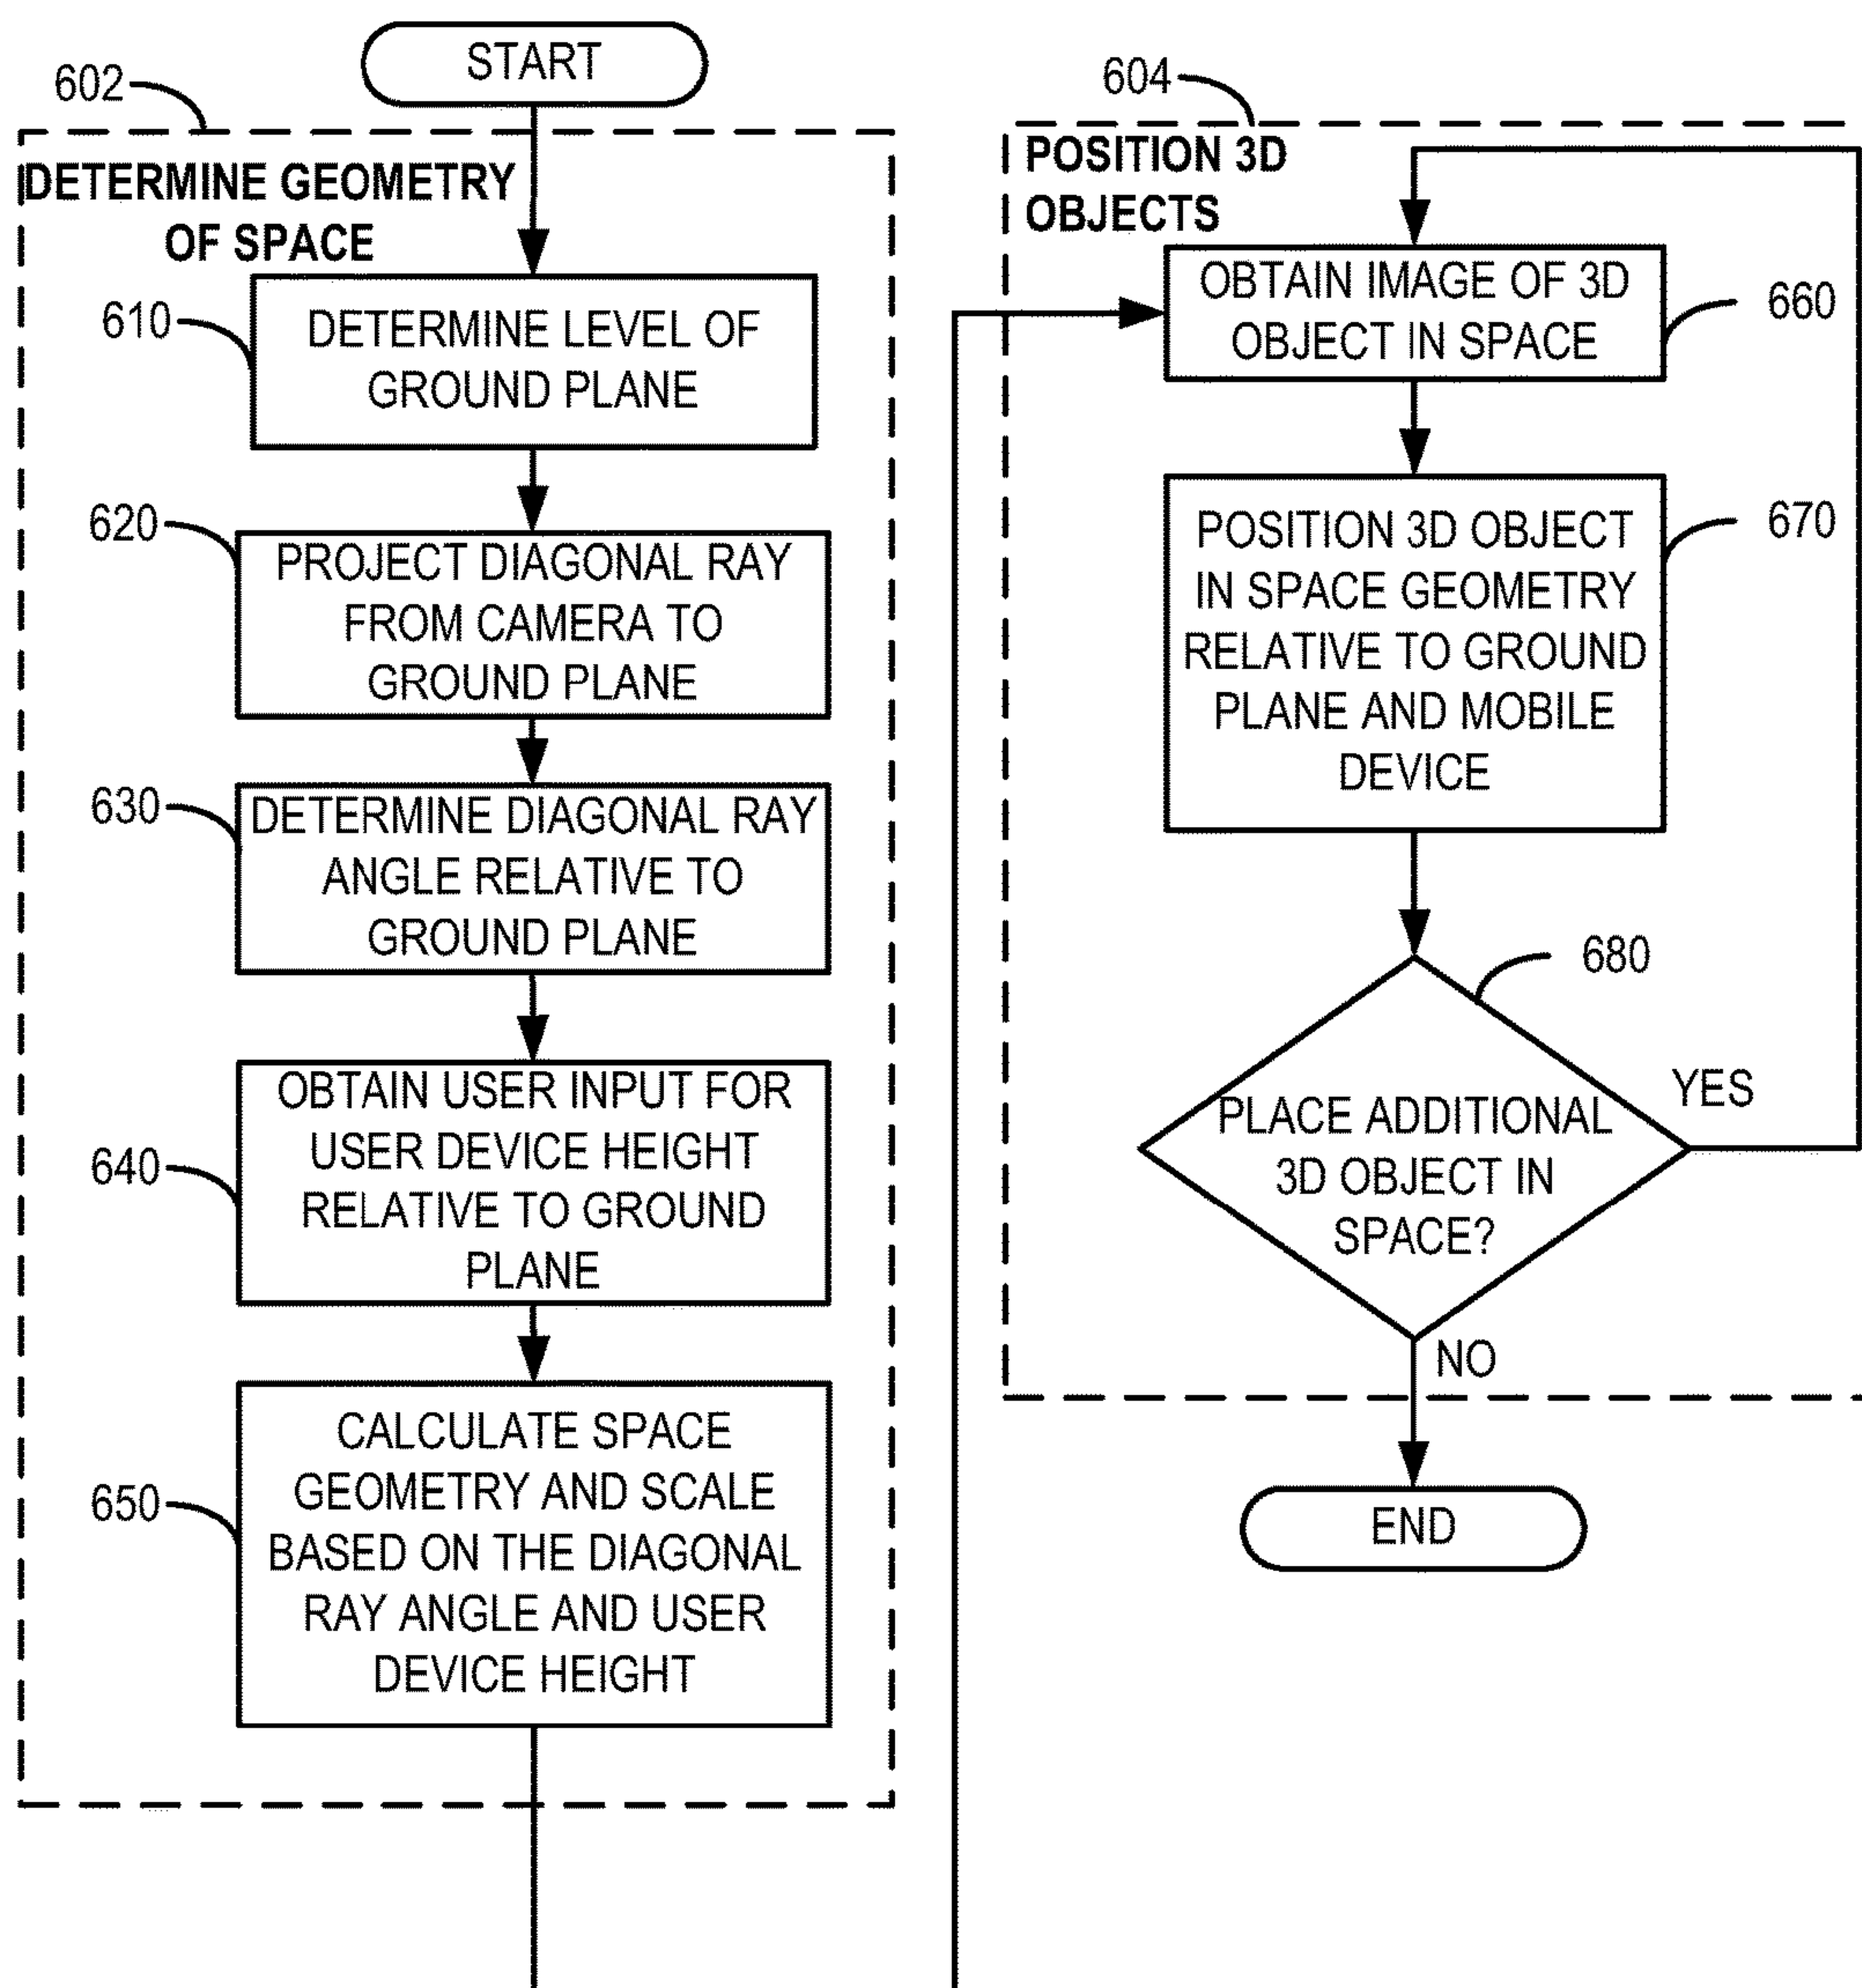 START
602
DETERMINE GEOMETRY
OF SPACE
610
DETERMINE LEVEL OF
GROUND PLANE
620
PROJECT DIAGONAL RAY
FROM CAMERA TO
GROUND PLANE
630
DETERMINE DIAGONAL RAY
ANGLE RELATIVE TO
GROUND PLANE
640
OBTAIN USER INPUT FOR
USER DEVICE HEIGHT
RELATIVE TO GROUND
PLANE
650
CALCULATE SPACE
GEOMETRY AND SCALE
BASED ON THE DIAGONAL
RAY ANGLE AND USER
DEVICE HEIGHT
604
POSITION 3D
OBJECTS
OBTAIN IMAGE OF 3D
OBJECT IN SPACE
660
POSITION 3D OBJECT
IN SPACE GEOMETRY
RELATIVE TO GROUND
PLANE AND MOBILE
DEVICE
670
680
PLACE ADDITIONAL
3D OBJECT IN
SPACE?
YES
NO
END